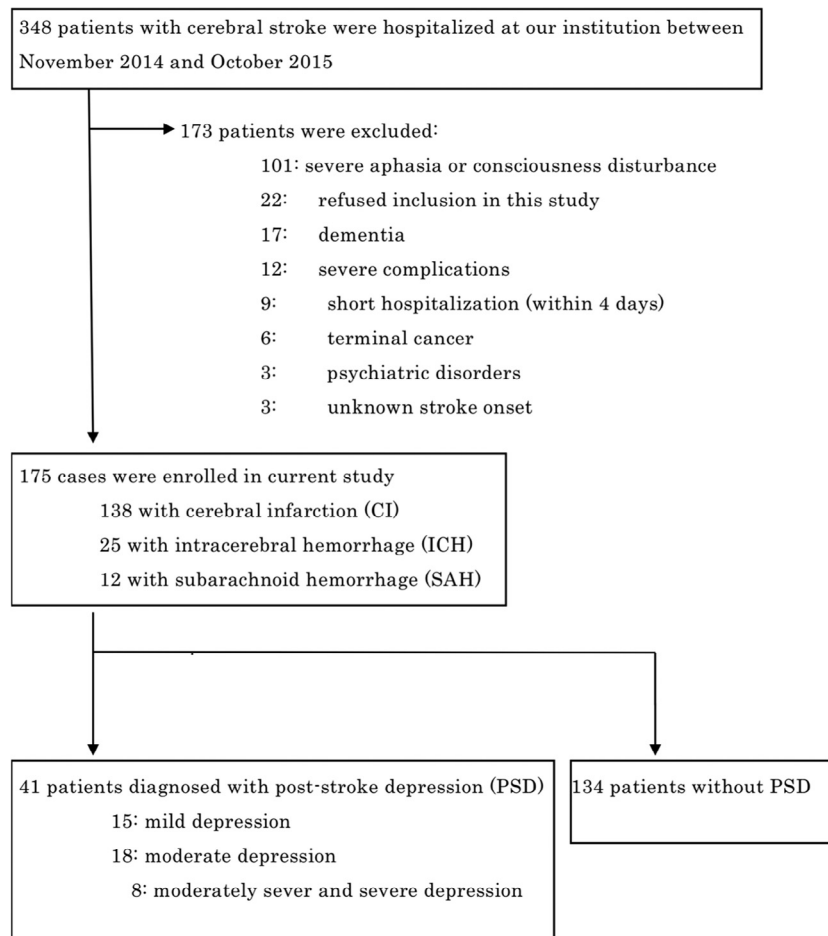 348 patients with cerebral stroke were hospitalized at our institution between
November 2014 and October 2015
173 patients were excluded:
101: severe aphasia or consciousness disturbance
22: refused inclusion in this study
17: dementia
12: severe complications
9: short hospitalization (within 4 days)
6: terminal cancer
3: psychiatric disorders
3: unknown stroke onset
175 cases were enrolled in current study
138 with cerebral infarction (CI)
25 with intracerebral hemorrhage (ICH)
12 with subarachnoid hemorrhage (SAH)
41 patients diagnosed with post-stroke depression (PSD)
15: mild depression
18: moderate depression
8: moderately sever and severe depression
134 patients without PSD